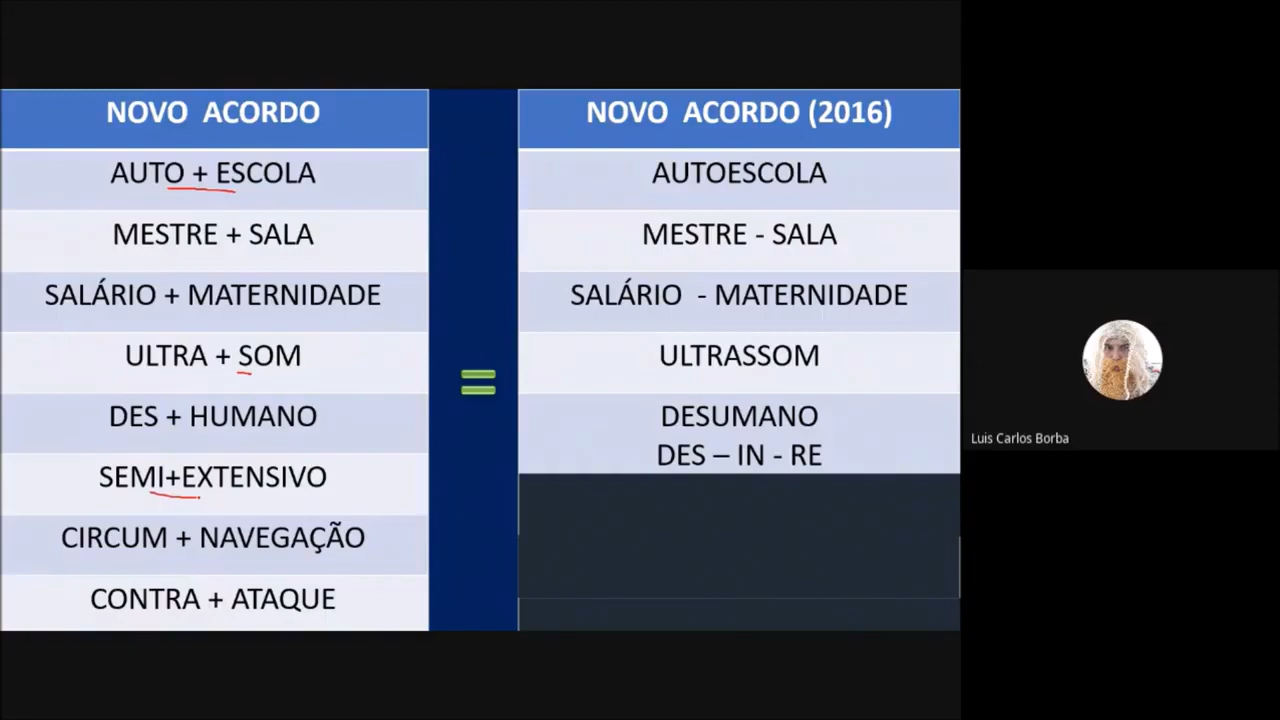 NOVO ACORDO
AUTO + ESCOLA
MESTRE + SALA
SALÁRIO + MATERNIDADE
ULTRA + SOM
DES + HUMANO
SEMI+EXTENSIVO
CIRCUM + NAVEGAÇÃO
CONTRA + ATAQUE
=
NOVO ACORDO (2016)
AUTOESCOLA
MESTRE - SALA
SALÁRIO - MATERNIDADE
ULTRASSOM
DESUMANO
DES – IN - RE
Luis Carlos Borba